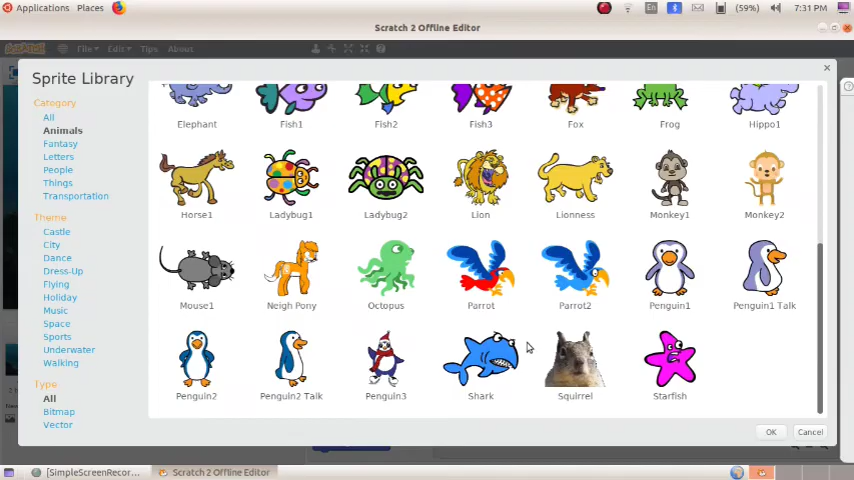 Applications Places En (59%) 7:31 PM
Scratch 2 Offline Editor
SCRATCH File Edit Tips About
Sprite Library
Category
All
Animals
Fantasy
Letters
People
Things
Transportation
Theme
Castle
City
Dance
Dress-Up
Flying
Holiday
Music
Space
Sports
Underwater
Walking
Type
All
Bitmap
Vector
Elephant Fish1 Fish2 Fish3 Fox Frog Hippo1
Horse1 Ladybug1 Ladybug2 Lion Lionness Monkey1 Monkey2
Mouse1 Neigh Pony Octopus Parrot Parrot2 Penguin1 Penguin1 Talk
Penguin2 Penguin2 Talk Penguin3 Shark Squirrel Starfish
OK Cancel
[SimpleScreenRecor... Scratch 2 Offline Editor